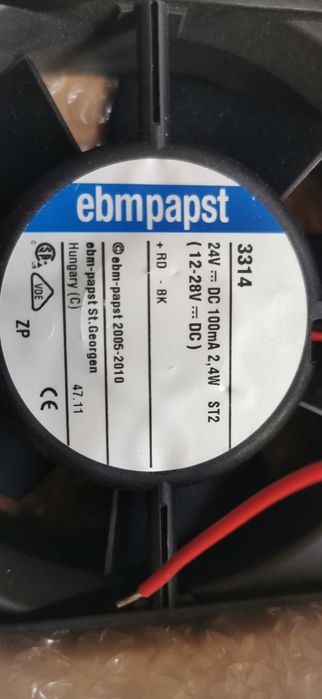 ebmpapst
3314
24V ⎓ DC 100mA 2,4W ST2
( 12-28V ⎓ DC )
+ RD - BK
© ebm-papst 2005-2010
ebm-papst St.Georgen
Hungary (C) 47.11
VDE
ZP
CE